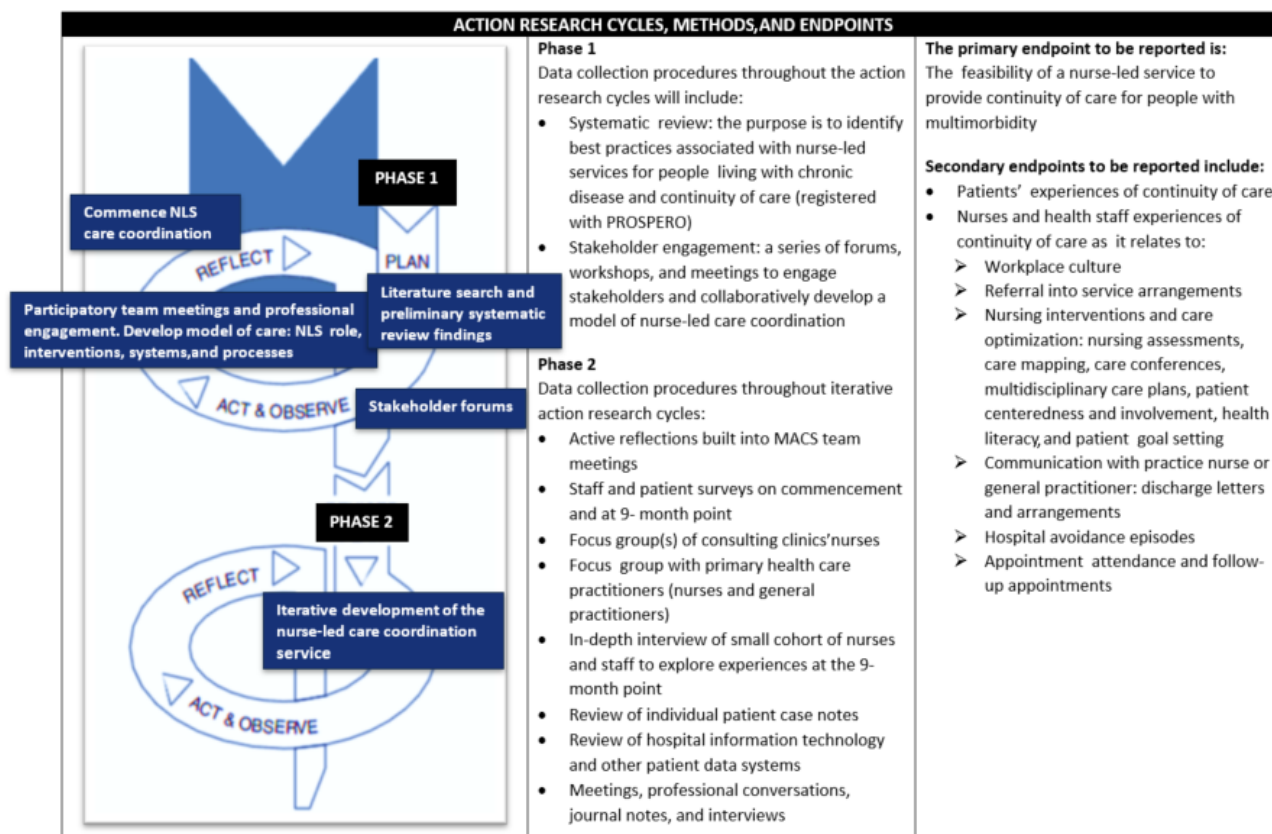 ACTION RESEARCH CYCLES, METHODS,AND ENDPOINTS
PHASE 1
Commence NLS
care coordination
REFLECT
PLAN
Participatory team meetings and professional
engagement. Develop model of care: NLS role,
interventions, systems,and processes
Literature search and
preliminary systematic
review findings
ACT & OBSERVE
Stakeholder forums
PHASE 2
REFLECT
Iterative development of the
nurse-led care coordination
service
ACT & OBSERVE
Phase 1
Data collection procedures throughout the action
research cycles will include:
• Systematic review: the purpose is to identify
best practices associated with nurse-led
services for people living with chronic
disease and continuity of care (registered
with PROSPERO)
• Stakeholder engagement: a series of forums,
workshops, and meetings to engage
stakeholders and collaboratively develop a
model of nurse-led care coordination
Phase 2
Data collection procedures throughout iterative
action research cycles:
• Active reflections built into MACS team
meetings
• Staff and patient surveys on commencement
and at 9- month point
• Focus group(s) of consulting clinics'nurses
• Focus group with primary health care
practitioners (nurses and general
practitioners)
• In-depth interview of small cohort of nurses
and staff to explore experiences at the 9-
month point
• Review of individual patient case notes
• Review of hospital information technology
and other patient data systems
• Meetings, professional conversations,
journal notes, and interviews
The primary endpoint to be reported is:
The feasibility of a nurse-led service to
provide continuity of care for people with
multimorbidity
Secondary endpoints to be reported include:
• Patients' experiences of continuity of care
• Nurses and health staff experiences of
continuity of care as it relates to:
➢ Workplace culture
➢ Referral into service arrangements
➢ Nursing interventions and care
optimization: nursing assessments,
care mapping, care conferences,
multidisciplinary care plans, patient
centeredness and involvement, health
literacy, and patient goal setting
➢ Communication with practice nurse or
general practitioner: discharge letters
and arrangements
➢ Hospital avoidance episodes
➢ Appointment attendance and follow-
up appointments